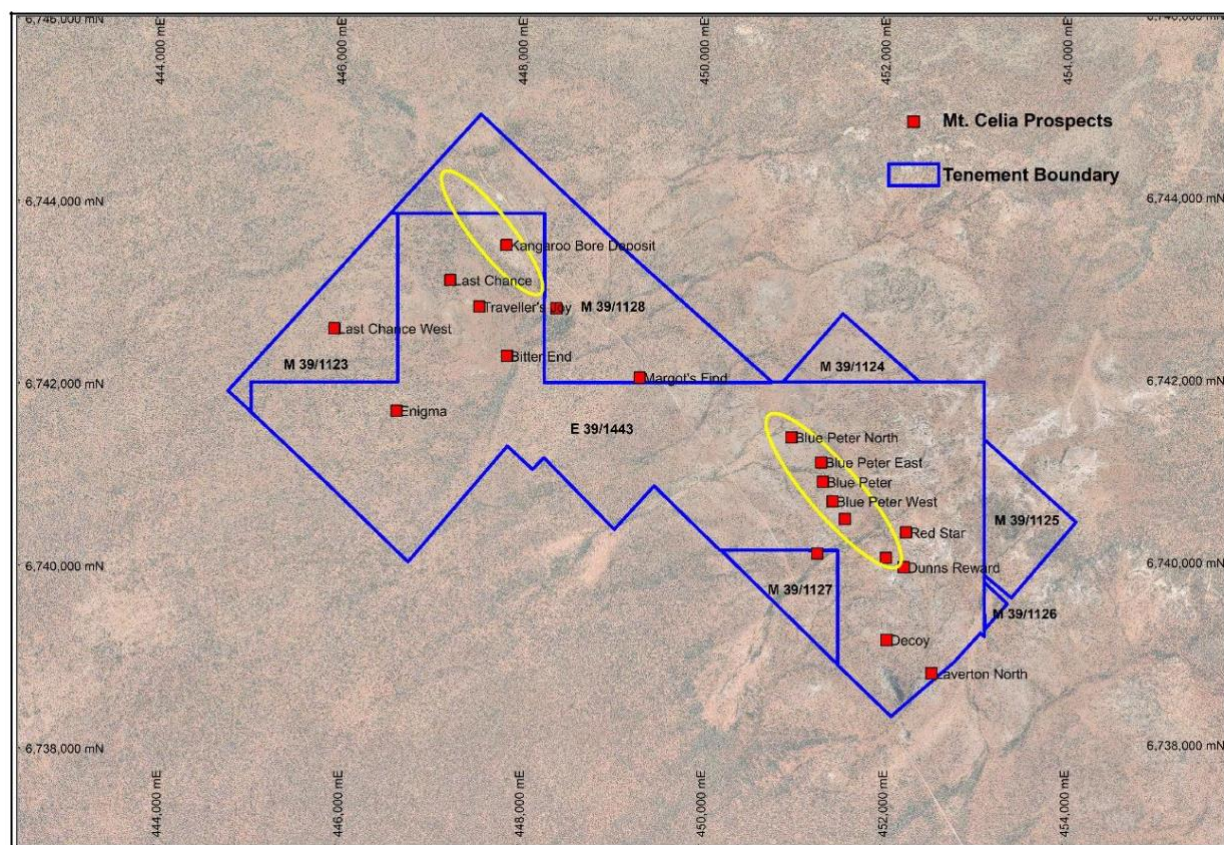 6,746,000 mN
444,000 mE
446,000 mE
448,000 mE
450,000 mE
452,000 mE
454,000 mE
6,746,000 mN
Mt. Celia Prospects
Tenement Boundary
6,744,000 mN
6,744,000 mN
Kangaroo Bore Deposit
Last Chance
Traveller's Joy
M 39/1128
Last Chance West
Bitter End
M 39/1123
M 39/1124
Margot's Find
6,742,000 mN
6,742,000 mN
Enigma
E 39/1443
Blue Peter North
Blue Peter East
Blue Peter
Blue Peter West
M 39/1125
Red Star
6,740,000 mN
Dunns Reward
6,740,000 mN
M 39/1127
M 39/1126
Decoy
Laverton North
6,738,000 mN
6,738,000 mN
444,000 mE
446,000 mE
448,000 mE
450,000 mE
452,000 mE
454,000 mE